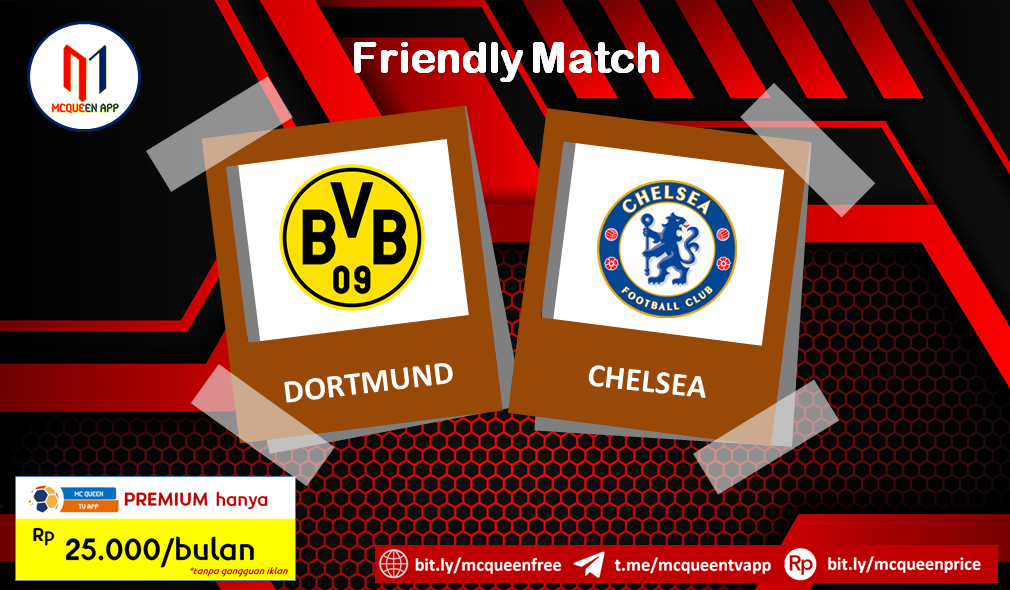 MCQUEEN APP
Friendly Match
BVB
09
DORTMUND
CHELSEA
FOOTBALL CLUB
CHELSEA
MC QUEEN
TV APP
PREMIUM hanya
Rp 25.000/bulan
*tanpa gangguan iklan
bit.ly/mcqueenfree
t.me/mcqueentvapp
Rp
bit.ly/mcqueenprice